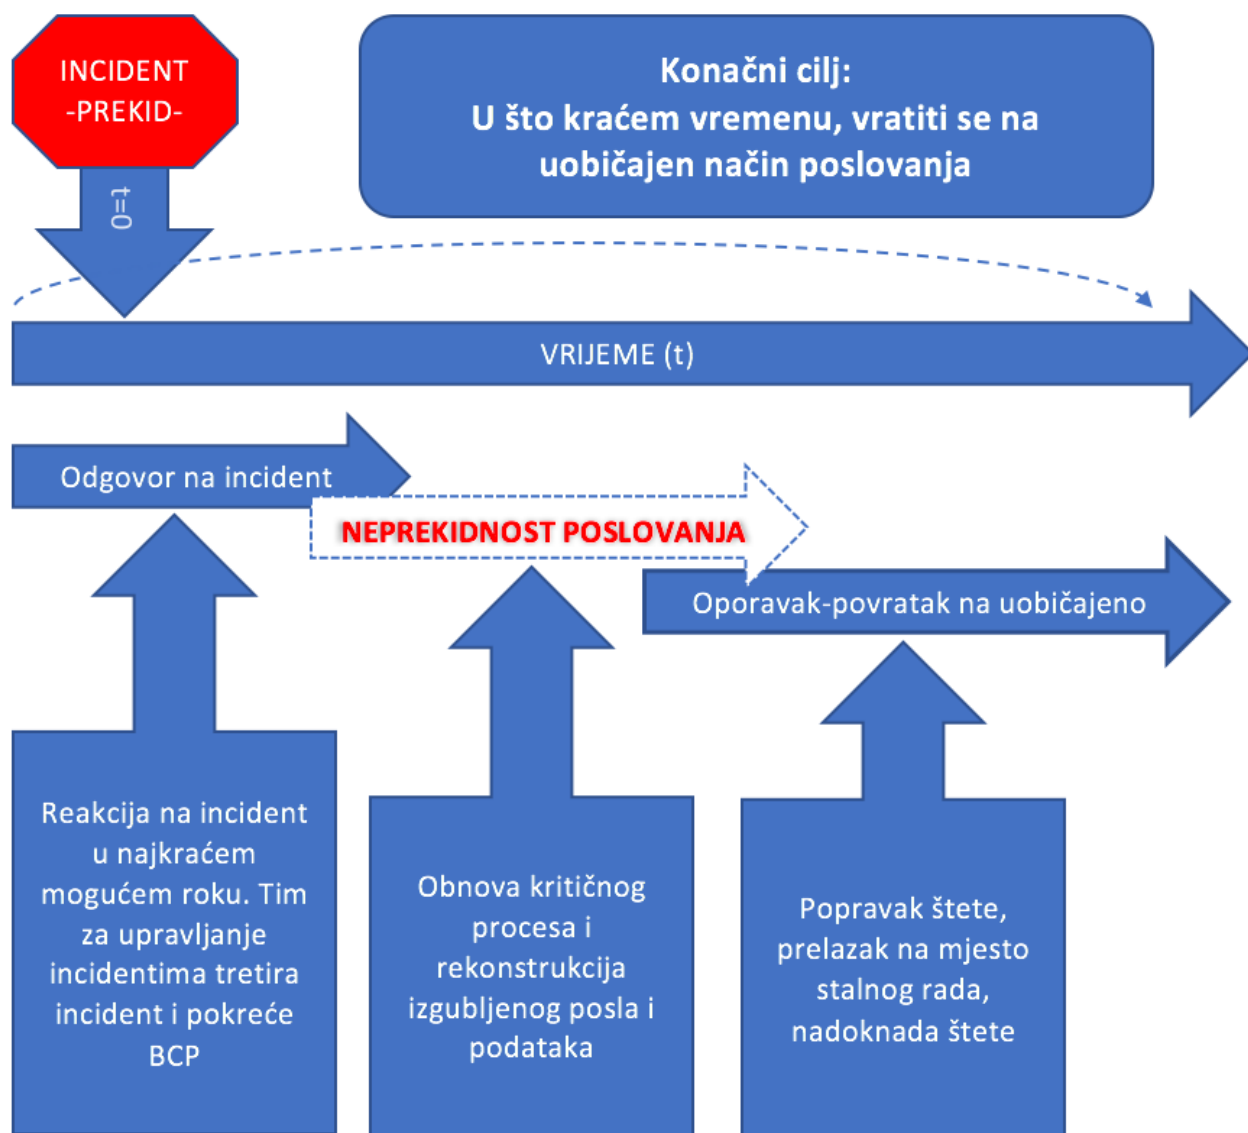 INCIDENT
-PREKID-
Konačni cilj:
U što kraćem vremenu, vratiti se na
uobičajen način poslovanja
t=0
VRIJEME (t)
Odgovor na incident
NEPREKIDNOST POSLOVANJA
Oporavak-povratak na uobičajeno
Reakcija na incident
u najkraćem
mogućem roku. Tim
za upravljanje
incidentima tretira
incident i pokreće
BCP
Obnova kritičnog
procesa i
rekonstrukcija
izgubljenog posla i
podataka
Popravak štete,
prelazak na mjesto
stalnog rada,
nadoknada štete